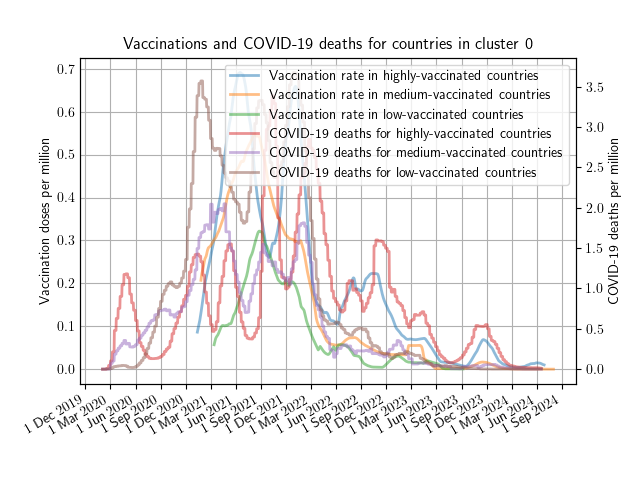 Vaccinations and COVID-19 deaths for countries in cluster 0
Vaccination rate in highly-vaccinated countries
Vaccination rate in medium-vaccinated countries
Vaccination rate in low-vaccinated countries
COVID-19 deaths for highly-vaccinated countries
COVID-19 deaths for medium-vaccinated countries
COVID-19 deaths for low-vaccinated countries
Vaccination doses per million
0.7
0.6
0.5
0.4
0.3
0.2
0.1
0.0
COVID-19 deaths per million
3.5
3.0
2.5
2.0
1.5
1.0
0.5
0.0
1 Dec 2019
1 Mar 2020
1 Jun 2020
1 Sep 2020
1 Dec 2020
1 Mar 2021
1 Jun 2021
1 Sep 2021
1 Dec 2021
1 Mar 2022
1 Jun 2022
1 Sep 2022
1 Dec 2022
1 Mar 2023
1 Jun 2023
1 Sep 2023
1 Dec 2023
1 Mar 2024
1 Jun 2024
1 Sep 2024